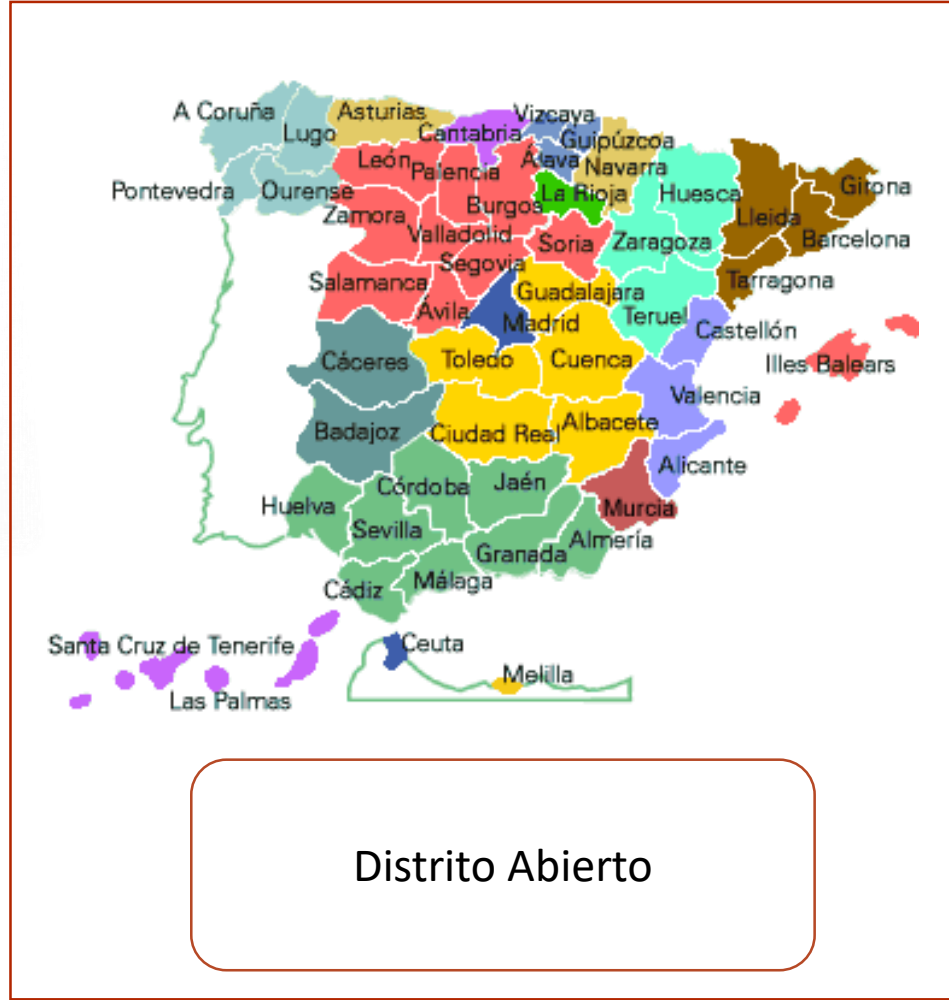 A Coruña
Lugo
Asturias
Cantabria
Vizcaya
Guipúzcoa
Álava
Navarra
Pontevedra
Ourense
León
Palencia
Burgos
La Rioja
Huesca
Lleida
Girona
Barcelona
Zamora
Valladolid
Soria
Zaragoza
Segovia
Tarragona
Salamanca
Ávila
Guadalajara
Madrid
Teruel
Castellón
Cáceres
Toledo
Cuenca
Illes Balears
Valencia
Badajoz
Ciudad Real
Albacete
Alicante
Huelva
Córdoba
Jaén
Murcia
Sevilla
Granada
Almería
Cádiz
Málaga
Santa Cruz de Tenerife
Ceuta
Las Palmas
Melilla
Distrito Abierto